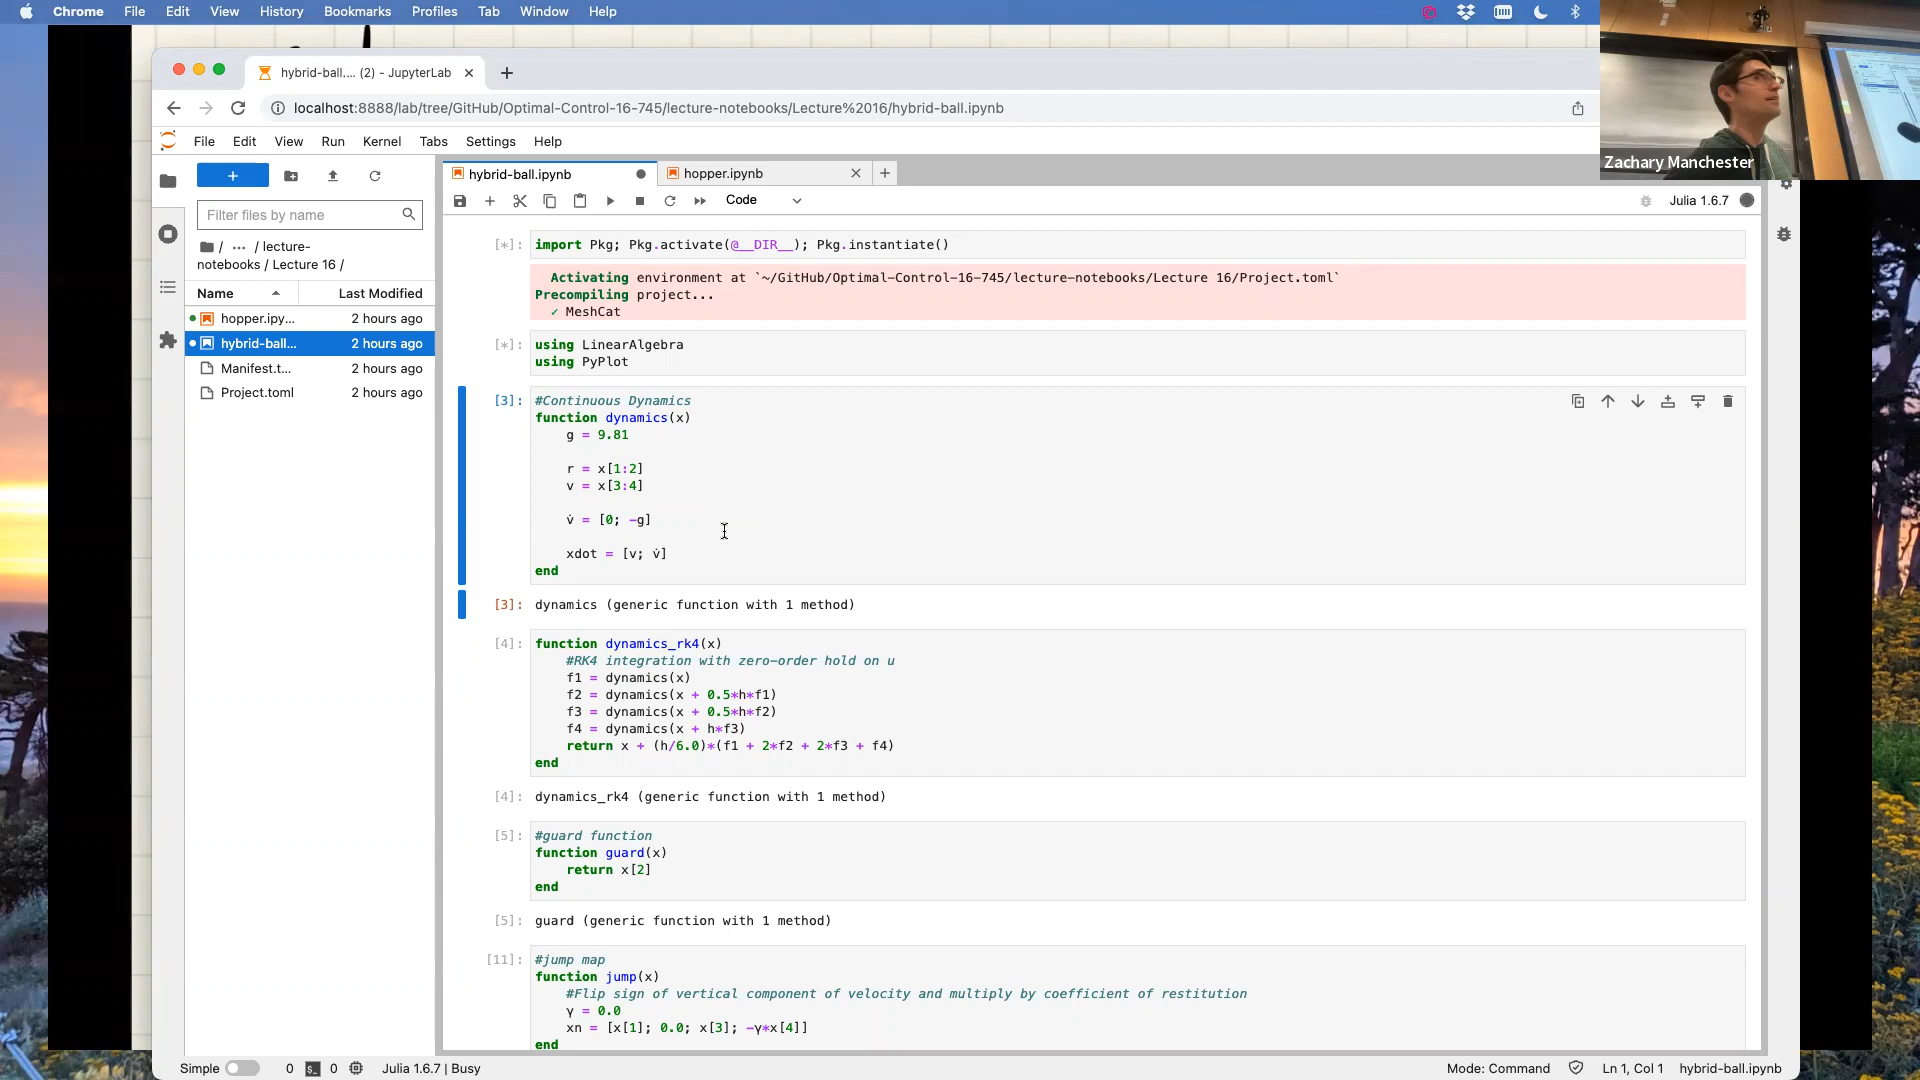 Chrome File Edit View History Bookmarks Profiles Tab Window Help
hybrid-ball.... (2) - JupyterLab
localhost:8888/lab/tree/GitHub/Optimal-Control-16-745/lecture-notebooks/Lecture%2016/hybrid-ball.ipynb
Zachary Manchester
File Edit View Run Kernel Tabs Settings Help
hybrid-ball.ipynb
hopper.ipynb
Code
Julia 1.6.7
Filter files by name
/ ... / lecture-
notebooks / Lecture 16 /
Name Last Modified
hopper.ipy... 2 hours ago
hybrid-ball... 2 hours ago
Manifest.t... 2 hours ago
Project.toml 2 hours ago
[*]: import Pkg; Pkg.activate(@__DIR__); Pkg.instantiate()
Activating environment at `~/GitHub/Optimal-Control-16-745/lecture-notebooks/Lecture 16/Project.toml`
Precompiling project...
✓ MeshCat
[*]: using LinearAlgebra
using PyPlot
[3]: #Continuous Dynamics
function dynamics(x)
g = 9.81
r = x[1:2]
v = x[3:4]
v̇ = [0; -g]
xdot = [v; v̇]
end
[3]: dynamics (generic function with 1 method)
[4]: function dynamics_rk4(x)
#RK4 integration with zero-order hold on u
f1 = dynamics(x)
f2 = dynamics(x + 0.5*h*f1)
f3 = dynamics(x + 0.5*h*f2)
f4 = dynamics(x + h*f3)
return x + (h/6.0)*(f1 + 2*f2 + 2*f3 + f4)
end
[4]: dynamics_rk4 (generic function with 1 method)
[5]: #guard function
function guard(x)
return x[2]
end
[5]: guard (generic function with 1 method)
[11]: #jump map
function jump(x)
#Flip sign of vertical component of velocity and multiply by coefficient of restitution
γ = 0.0
xn = [x[1]; 0.0; x[3]; -γ*x[4]]
end
Simple 0 0 Julia 1.6.7 | Busy
Mode: Command Ln 1, Col 1 hybrid-ball.ipynb